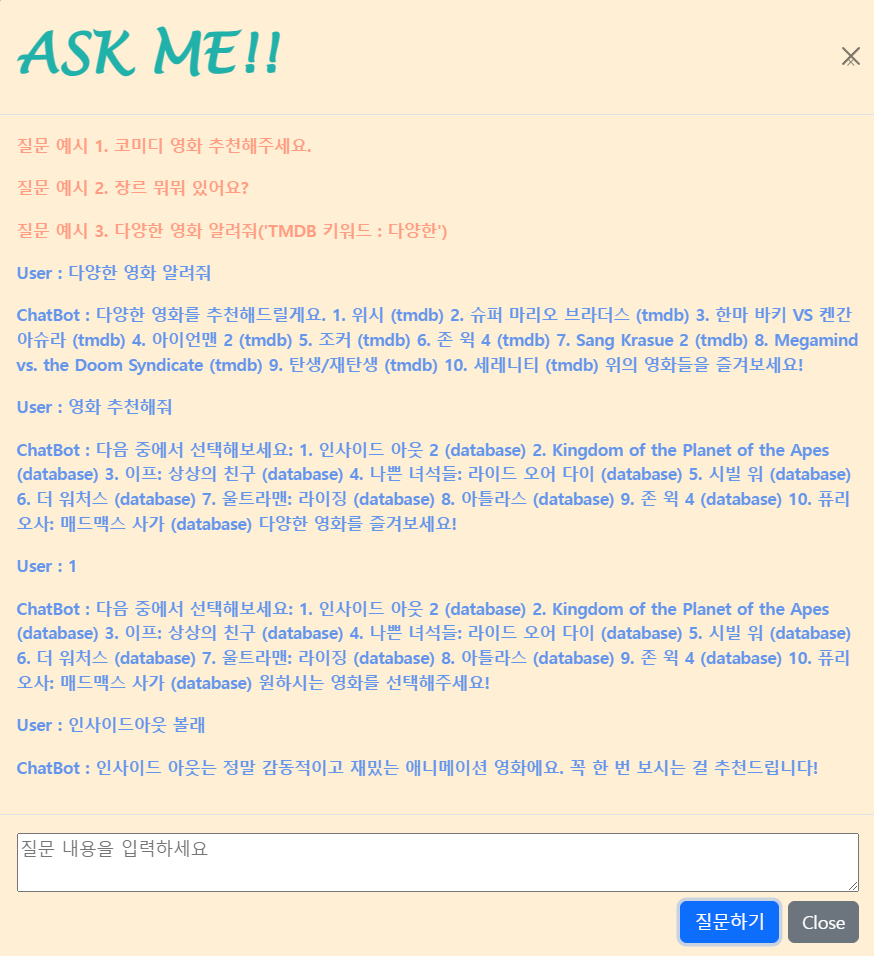 ASK ME!!
질문 예시 1. 코미디 영화 추천해주세요.
질문 예시 2. 장르 뭐뭐 있어요?
질문 예시 3. 다양한 영화 알려줘('TMDB 키워드 : 다양한')
User : 다양한 영화 알려줘
ChatBot : 다양한 영화를 추천해드릴게요. 1. 위시 (tmdb) 2. 슈퍼 마리오 브라더스 (tmdb) 3. 한마 바키 VS 켄간
아슈라 (tmdb) 4. 아이언맨 2 (tmdb) 5. 조커 (tmdb) 6. 존 윅 4 (tmdb) 7. Sang Krasue 2 (tmdb) 8. Megamind
vs. the Doom Syndicate (tmdb) 9. 탄생/재탄생 (tmdb) 10. 세레니티 (tmdb) 위의 영화들을 즐겨보세요!
User : 영화 추천해줘
ChatBot : 다음 중에서 선택해보세요: 1. 인사이드 아웃 2 (database) 2. Kingdom of the Planet of the Apes
(database) 3. 이프: 상상의 친구 (database) 4. 나쁜 녀석들: 라이드 오어 다이 (database) 5. 시빌 워 (database)
6. 더 워처스 (database) 7. 울트라맨: 라이징 (database) 8. 아틀라스 (database) 9. 존 윅 4 (database) 10. 퓨리
오사: 매드맥스 사가 (database) 다양한 영화를 즐겨보세요!
User : 1
ChatBot : 다음 중에서 선택해보세요: 1. 인사이드 아웃 2 (database) 2. Kingdom of the Planet of the Apes
(database) 3. 이프: 상상의 친구 (database) 4. 나쁜 녀석들: 라이드 오어 다이 (database) 5. 시빌 워 (database)
6. 더 워처스 (database) 7. 울트라맨: 라이징 (database) 8. 아틀라스 (database) 9. 존 윅 4 (database) 10. 퓨리
오사: 매드맥스 사가 (database) 원하시는 영화를 선택해주세요!
User : 인사이드아웃 볼래
ChatBot : 인사이드 아웃는 정말 감동적이고 재밌는 애니메이션 영화에요. 꼭 한 번 보시는 걸 추천드립니다!
질문 내용을 입력하세요
질문하기 Close